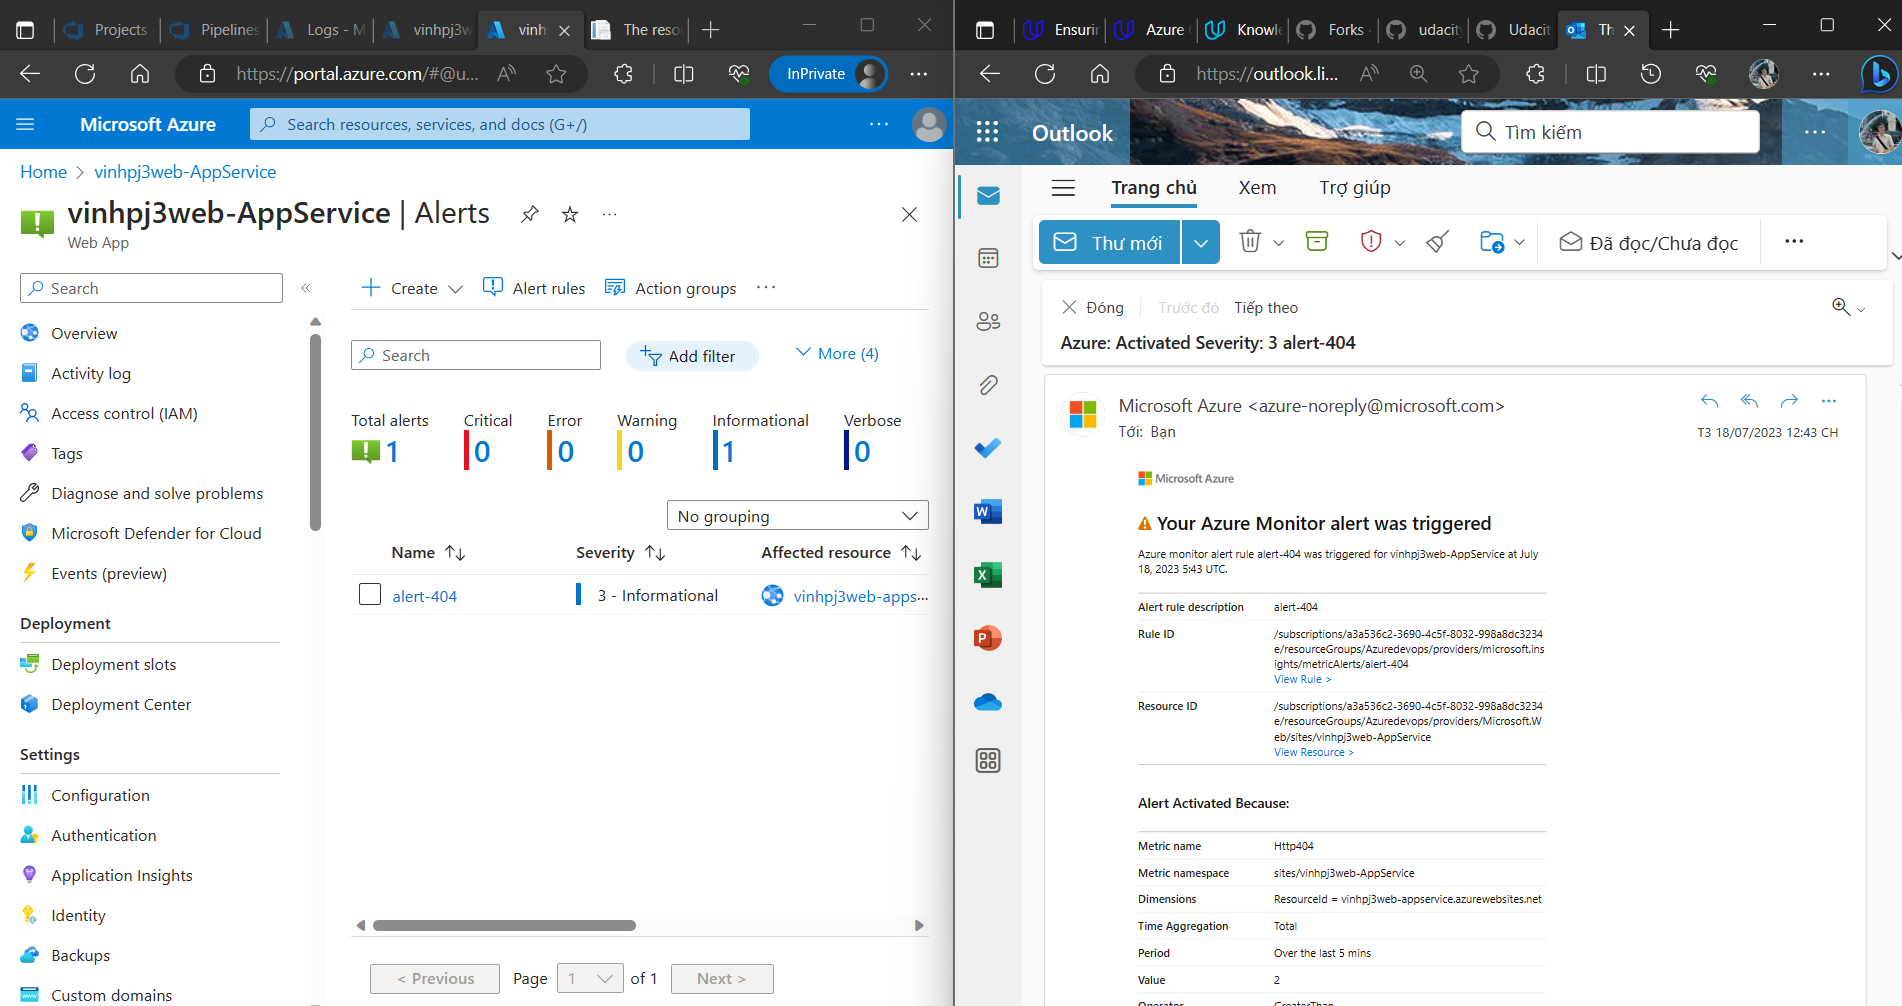 Projects
Pipelines
Logs - M
vinhpj3w
vinh
The reso
https://portal.azure.com/#@u...
InPrivate
Microsoft Azure
Search resources, services, and docs (G+/)
Home
vinhpj3web-AppService
vinhpj3web-AppService | Alerts
Web App
Search
Overview
Activity log
Access control (IAM)
Tags
Diagnose and solve problems
Microsoft Defender for Cloud
Events (preview)
Deployment
Deployment slots
Deployment Center
Settings
Configuration
Authentication
Application Insights
Identity
Backups
Custom domains
Create
Alert rules
Action groups
Search
Add filter
More (4)
Total alerts
1
Critical
0
Error
0
Warning
0
Informational
1
Verbose
0
No grouping
Name
Severity
Affected resource
alert-404
3 - Informational
vinhpj3web-apps...
< Previous
Page
1
of 1
Next >
Ensurir
Azure
Knowle
Forks
udacity
Udacit
Th
https://outlook.li...
Outlook
Tìm kiếm
Trang chủ
Xem
Trợ giúp
Thư mới
Đã đọc/Chưa đọc
Đóng
Trước đó
Tiếp theo
Azure: Activated Severity: 3 alert-404
Microsoft Azure <azure-noreply@microsoft.com>
Tới: Bạn
T3 18/07/2023 12:43 CH
Microsoft Azure
Your Azure Monitor alert was triggered
Azure monitor alert rule alert-404 was triggered for vinhpj3web-AppService at July
18, 2023 5:43 UTC.
Alert rule description
alert-404
Rule ID
/subscriptions/a3a536c2-3690-4c5f-8032-998a8dc3234
e/resourceGroups/Azuredevops/providers/microsoft.ins
ights/metricAlerts/alert-404
View Rule >
Resource ID
/subscriptions/a3a536c2-3690-4c5f-8032-998a8dc3234
e/resourceGroups/Azuredevops/providers/Microsoft.W
eb/sites/vinhpj3web-AppService
View Resource >
Alert Activated Because:
Metric name
Http404
Metric namespace
sites/vinhpj3web-AppService
Dimensions
ResourceId = vinhpj3web-appservice.azurewebsites.net
Time Aggregation
Total
Period
Over the last 5 mins
Value
2
Operator
GreaterThan